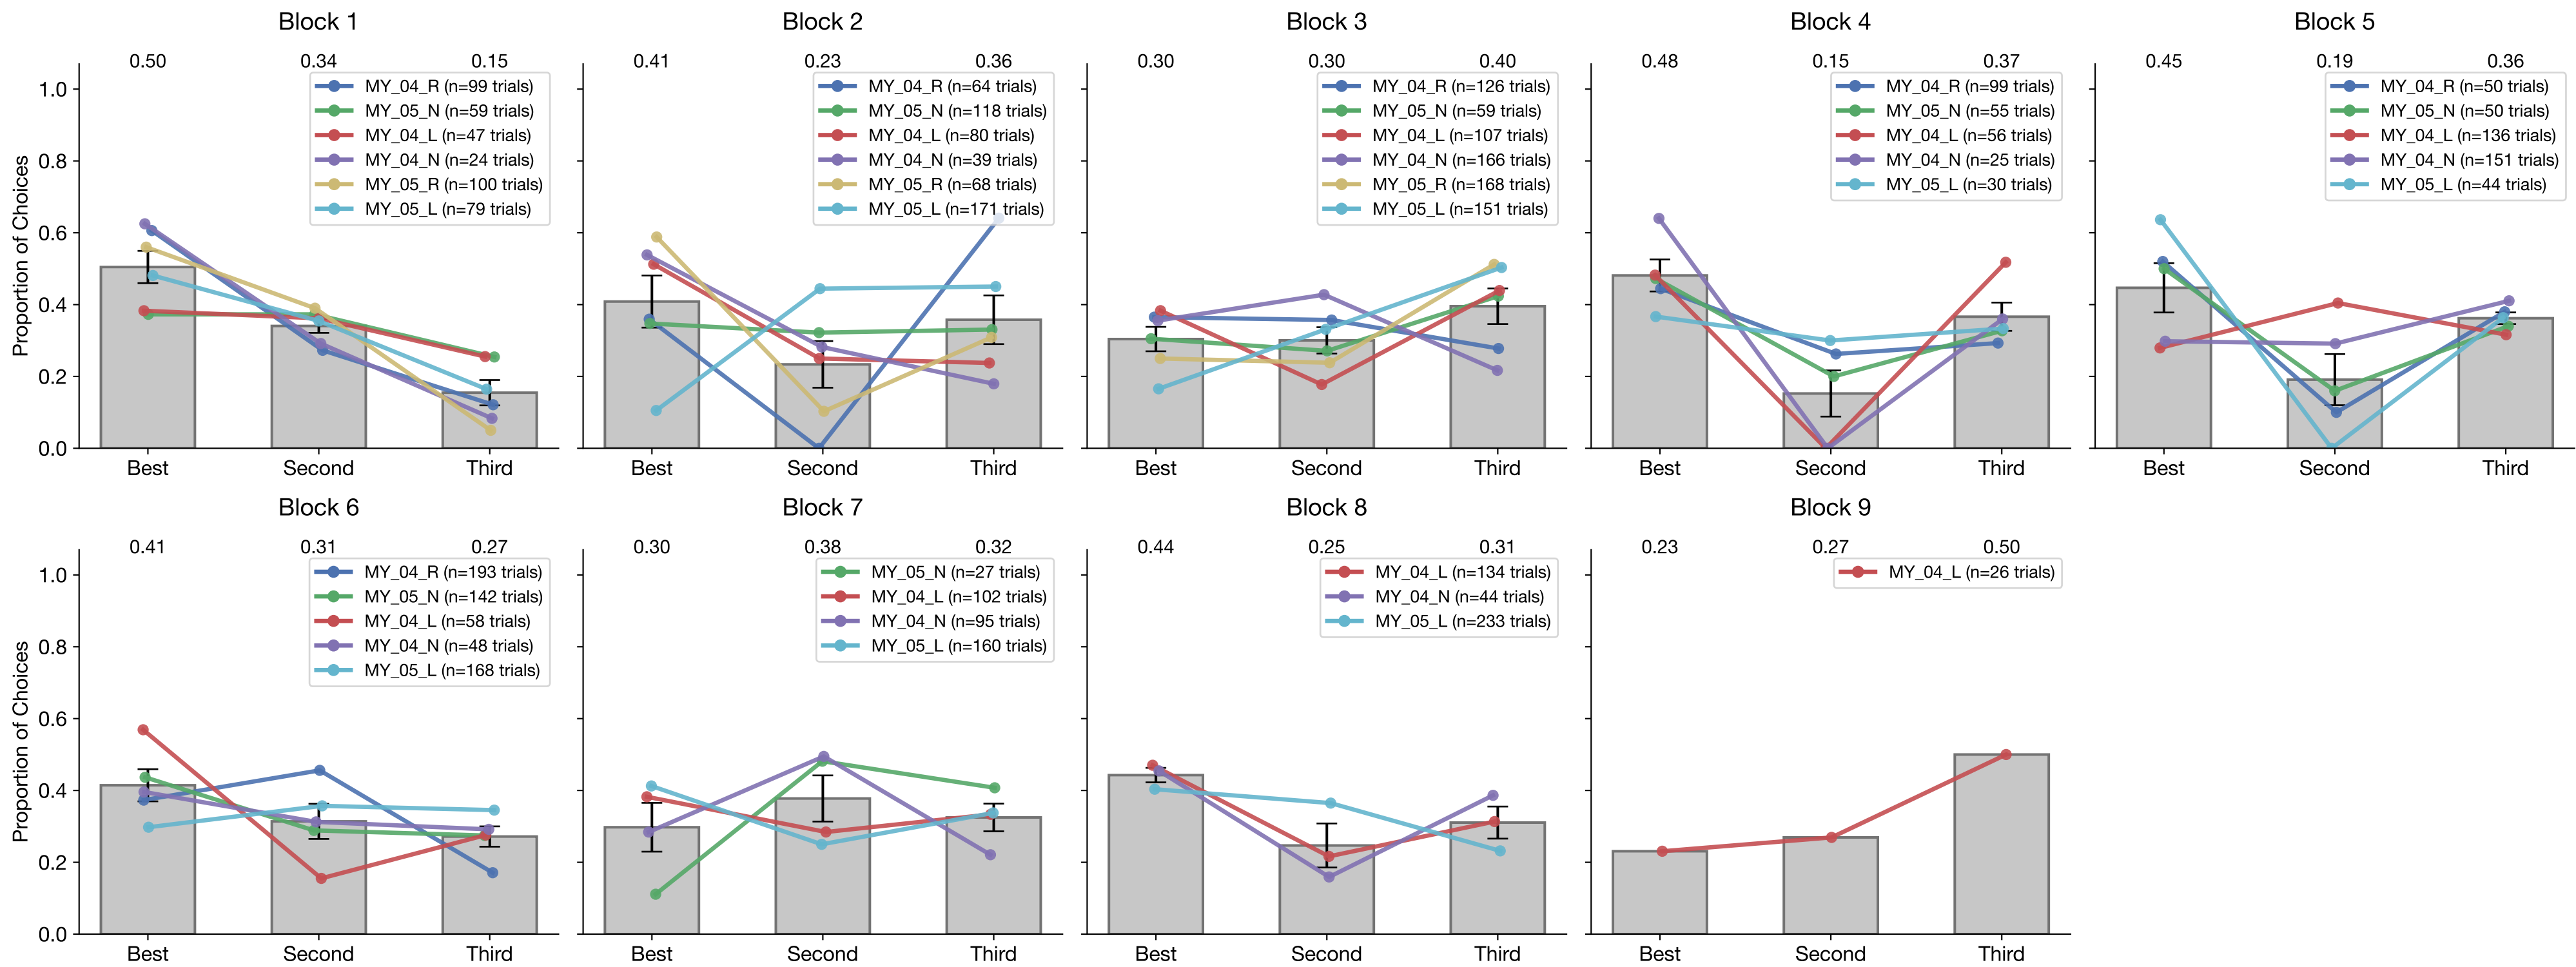 Block 1
0.50 0.34 0.15
MY_04_R (n=99 trials)
MY_05_N (n=59 trials)
MY_04_L (n=47 trials)
MY_04_N (n=24 trials)
MY_05_R (n=100 trials)
MY_05_L (n=79 trials)
Proportion of Choices
1.0
0.8
0.6
0.4
0.2
0.0
Best Second Third
Block 2
0.41 0.23 0.36
MY_04_R (n=64 trials)
MY_05_N (n=118 trials)
MY_04_L (n=80 trials)
MY_04_N (n=39 trials)
MY_05_R (n=68 trials)
MY_05_L (n=171 trials)
Best Second Third
Block 3
0.30 0.30 0.40
MY_04_R (n=126 trials)
MY_05_N (n=59 trials)
MY_04_L (n=107 trials)
MY_04_N (n=166 trials)
MY_05_R (n=168 trials)
MY_05_L (n=151 trials)
Best Second Third
Block 4
0.48 0.15 0.37
MY_04_R (n=99 trials)
MY_05_N (n=55 trials)
MY_04_L (n=56 trials)
MY_04_N (n=25 trials)
MY_05_L (n=30 trials)
Best Second Third
Block 5
0.45 0.19 0.36
MY_04_R (n=50 trials)
MY_05_N (n=50 trials)
MY_04_L (n=136 trials)
MY_04_N (n=151 trials)
MY_05_L (n=44 trials)
Best Second Third
Block 6
0.41 0.31 0.27
MY_04_R (n=193 trials)
MY_05_N (n=142 trials)
MY_04_L (n=58 trials)
MY_04_N (n=48 trials)
MY_05_L (n=168 trials)
Proportion of Choices
1.0
0.8
0.6
0.4
0.2
0.0
Best Second Third
Block 7
0.30 0.38 0.32
MY_05_N (n=27 trials)
MY_04_L (n=102 trials)
MY_04_N (n=95 trials)
MY_05_L (n=160 trials)
Best Second Third
Block 8
0.44 0.25 0.31
MY_04_L (n=134 trials)
MY_04_N (n=44 trials)
MY_05_L (n=233 trials)
Best Second Third
Block 9
0.23 0.27 0.50
MY_04_L (n=26 trials)
Best Second Third